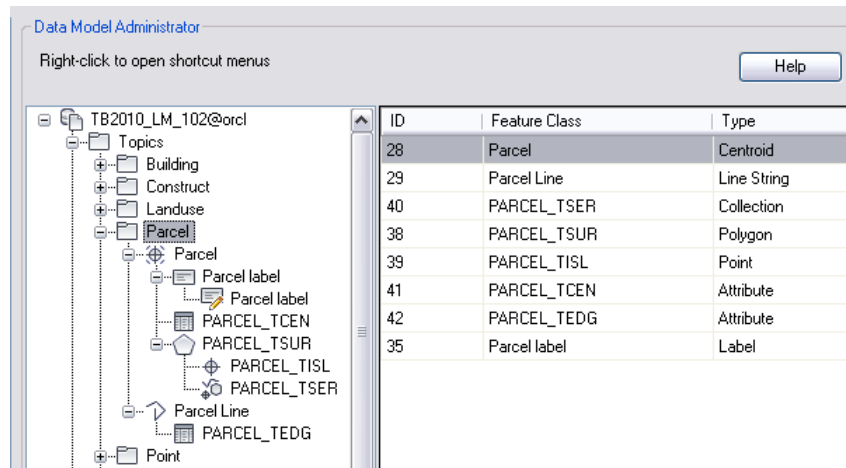 Data Model Administrator
Right-click to open shortcut menus
Help
TB2010_LM_102@orcl
Topics
Building
Construct
Landuse
Parcel
Parcel
Parcel label
Parcel label
PARCEL_TCEN
PARCEL_TSUR
PARCEL_TISL
PARCEL_TSER
Parcel Line
PARCEL_TEDG
Point
ID Feature Class Type
28 Parcel Centroid
29 Parcel Line Line String
40 PARCEL_TSER Collection
38 PARCEL_TSUR Polygon
39 PARCEL_TISL Point
41 PARCEL_TCEN Attribute
42 PARCEL_TEDG Attribute
35 Parcel label Label